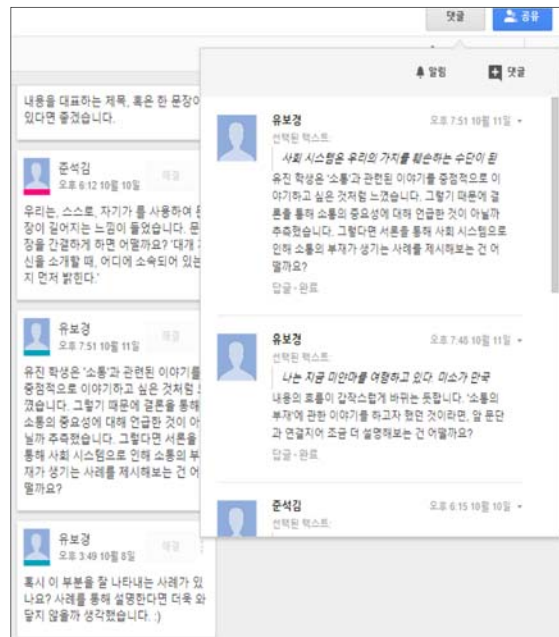 댓글
공유
내용을 대표하는 제목, 혹은 한 문장이
있다면 좋겠습니다.
준석김
오후 6:12 10월 10일
해결
우리는, 스스로, 자기가 를 사용하여 문
장이 길어지는 느낌이 들었습니다. 문
장을 간결하게 하면 어떨까요? '대개
신을 소개할 때, 어디에 소속되어 있는
지 먼저 밝힌다.'
유보경
오후 7:51 10월 11일
해결
유진 학생은 '소통'과 관련된 이야기를
중점적으로 이야기하고 싶은 것처럼
꼈습니다. 그렇기 때문에 결론을 통해
소통의 중요성에 대해 언급한 것이 아
닐까 추측했습니다. 그렇다면 서론을
통해 사회 시스템으로 인해 소통의 부
재가 생기는 사례를 제시해보는 건 어
떨까요?
유보경
오후 3:49 10월 8일
해결
혹시 이 부분을 잘 나타내는 사례가 있
나요? 사례를 통해 설명한다면 더욱 와
닿지 않을까 생각했습니다. :)
알림
댓글
유보경
오후 7:51 10월 11일
선택된 텍스트:
사회 시스템은 우리의 가치를 훼손하는 수단이 된
유진 학생은 '소통'과 관련된 이야기를 중점적으로 이
야기하고 싶은 것처럼 느꼈습니다. 그렇기 때문에 결
론을 통해 소통의 중요성에 대해 언급한 것이 아닐까
추측했습니다. 그렇다면 서론을 통해 사회 시스템으로
인해 소통의 부재가 생기는 사례를 제시해보는 건 어
떨까요?
답글 - 완료
유보경
오후 7:48 10월 11일
선택된 텍스트:
나는 지금 미얀마를 여행하고 있다. 미소가 만국
내용의 흐름이 갑작스럽게 바뀌는 듯합니다. '소통의
부재'에 관한 이야기를 하고자 했던 것이라면, 앞 문단
과 연결지어 조금 더 설명해보는 건 어떨까요?
답글 - 완료
준석김
오후 6:15 10월 10일
선택된 텍스트: